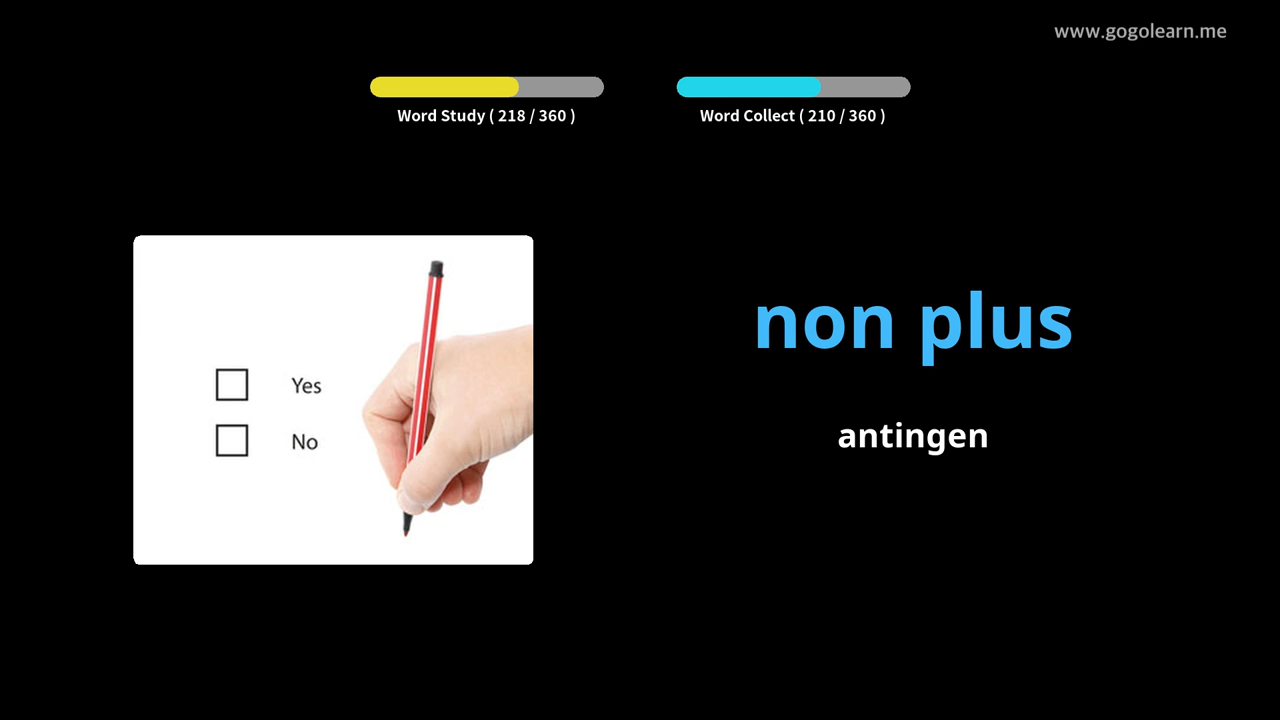 www.gogolearn.me
Word Study ( 218 / 360 )
Word Collect ( 210 / 360 )
Yes
No
non plus
antingen